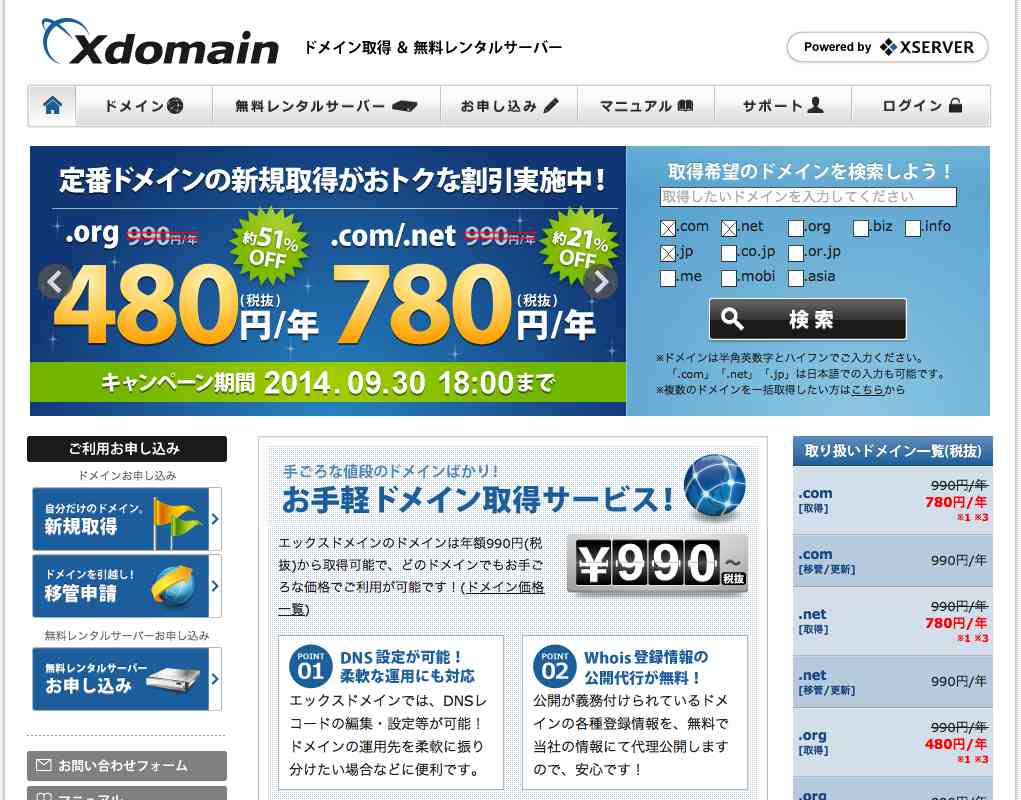 Xdomain
ドメイン取得 & 無料レンタルサーバー
Powered by XSERVER
ドメイン
無料レンタルサーバー
お申し込み
マニュアル
サポート
ログイン
定番ドメインの新規取得がおトクな割引実施中!
.org 990円/年
約51%OFF
480円/年
(税抜)
.com/.net 990円/年
約21%OFF
780円/年
(税抜)
キャンペーン期間 2014.09.30 18:00まで
取得希望のドメインを検索しよう!
取得したいドメインを入力してください
.com .net .org .biz .info
.jp .co.jp .or.jp
.me .mobi .asia
検索
※ドメインは半角英数字とハイフンでご入力ください。
「.com」「.net」「.jp」は日本語での入力も可能です。
※複数のドメインを一括取得したい方はこちらから
ご利用お申し込み
ドメインお申し込み
自分だけのドメイン。
新規取得
ドメインを引越し!
移管申請
無料レンタルサーバーお申し込み
無料レンタルサーバー
お申し込み
お問い合わせフォーム
マニュアル
手ごろな値段のドメインばかり!
お手軽ドメイン取得サービス!
エックスドメインのドメインは年額990円(税
抜)から取得可能で、どのドメインでもお手ご
ろな価格でご利用が可能です!(ドメイン価格
一覧)
¥990～
税抜
POINT
01
DNS設定が可能!
柔軟な運用にも対応
エックスドメインでは、DNSレ
コードの編集・設定等が可能!
ドメインの運用先を柔軟に振り
分けたい場合などに便利です。
POINT
02
Whois登録情報の
公開代行が無料!
公開が義務付けられているドメ
インの各種登録情報を、無料で
当社の情報にて代理公開します
ので、安心です!
取り扱いドメイン一覧(税抜)
.com
[取得]
990円/年
780円/年
※1 ※3
.com
[移管/更新]
990円/年
.net
[取得]
990円/年
780円/年
※1 ※3
.net
[移管/更新]
990円/年
.org
[取得]
990円/年
480円/年
※1 ※3
.org